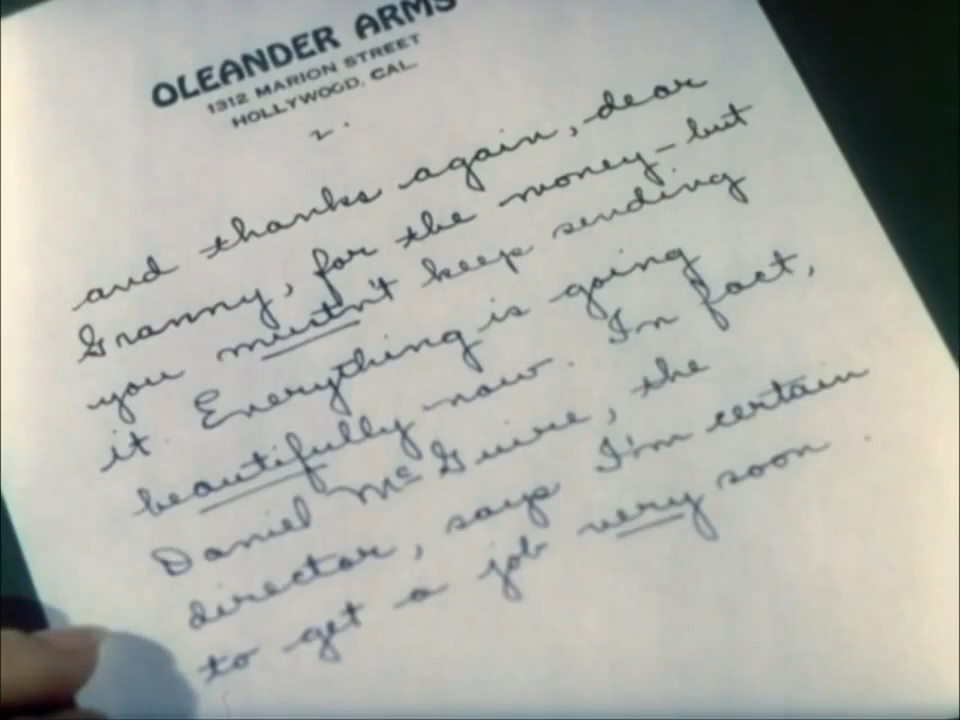 OLEANDER ARMS
1312 MARION STREET
HOLLYWOOD, CAL.
2.
and thanks again, dear
Granny, for the money – but
you mustn't keep sending
it. Everything is going
beautifully now. In fact,
Daniel McGuire, the
director, says I'm certain
to get a job very soon.